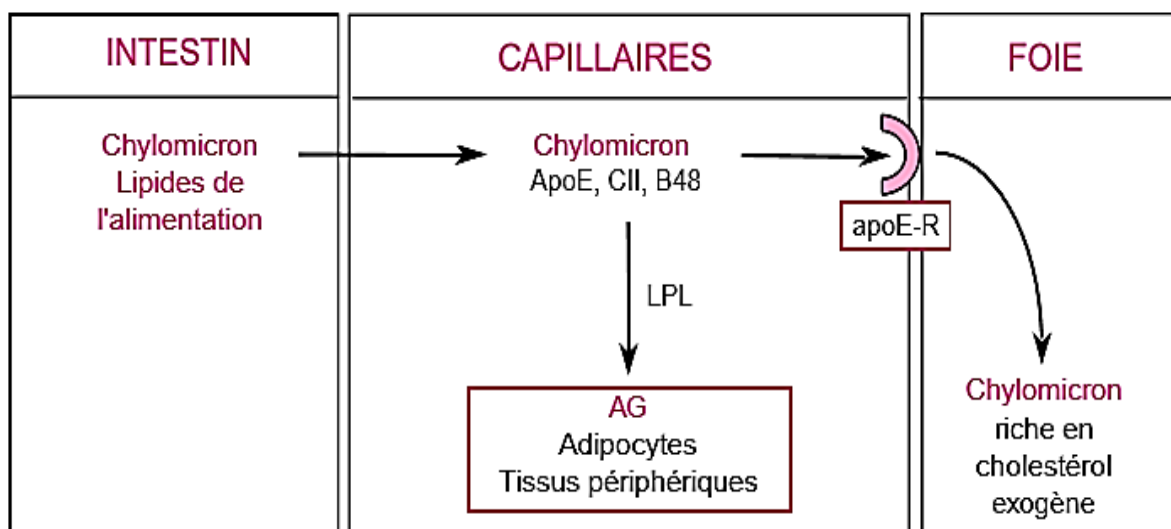 INTESTIN
CAPILLAIRES
FOIE
Chylomicron
Lipides de
l'alimentation
Chylomicron
ApoE, CII, B48
apoE-R
LPL
AG
Adipocytes
Tissus périphériques
Chylomicron
riche en
cholestérol
exogène